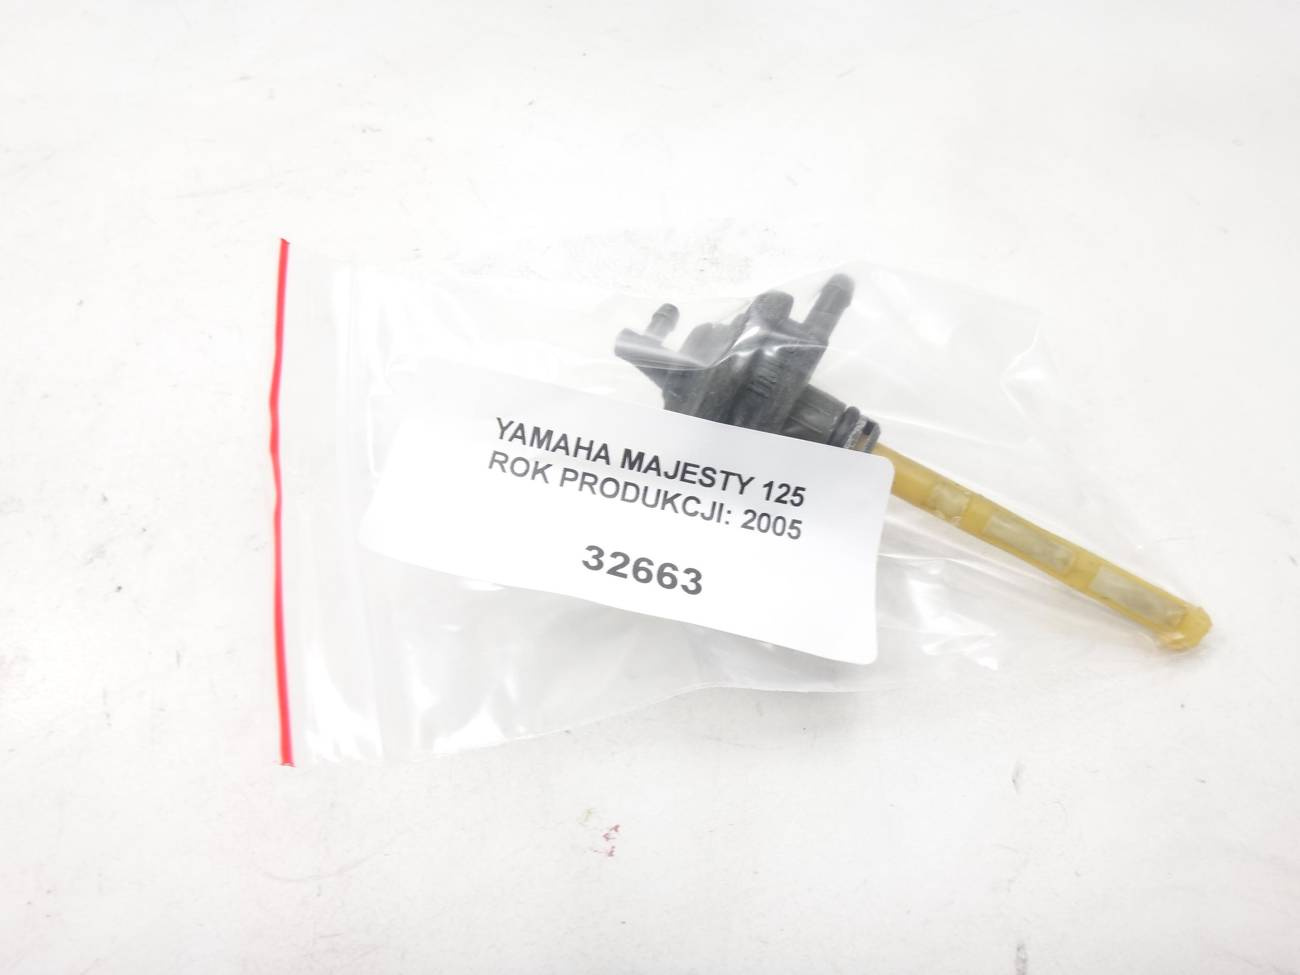 YAMAHA MAJESTY 125
ROK PRODUKCJI: 2005
32663